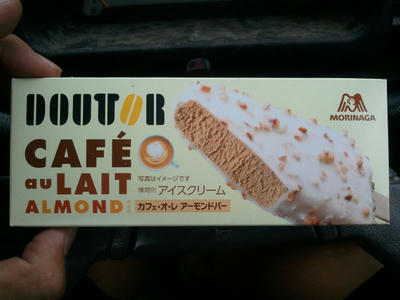 DOUTOR
MORINAGA
CAFÉ
au LAIT
ALMOND
写真はイメージです
種類別 アイスクリーム
カフェ・オ・レ アーモンドバー